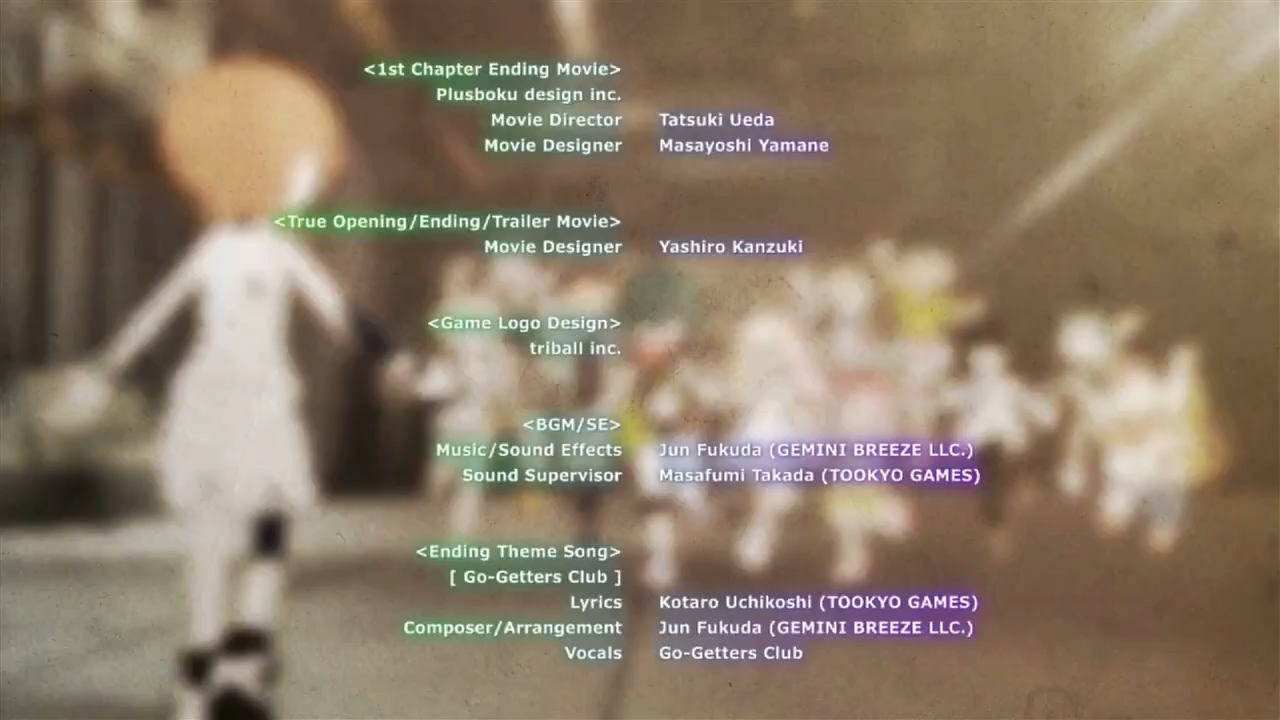 <1st Chapter Ending Movie>
Plusboku design inc.
Movie Director Tatsuki Ueda
Movie Designer Masayoshi Yamane
<True Opening/Ending/Trailer Movie>
Movie Designer Yashiro Kanzuki
<Game Logo Design>
triball inc.
<BGM/SE>
Music/Sound Effects Jun Fukuda (GEMINI BREEZE LLC.)
Sound Supervisor Masafumi Takada (TOOKYO GAMES)
<Ending Theme Song>
[ Go-Getters Club ]
Lyrics Kotaro Uchikoshi (TOOKYO GAMES)
Composer/Arrangement Jun Fukuda (GEMINI BREEZE LLC.)
Vocals Go-Getters Club